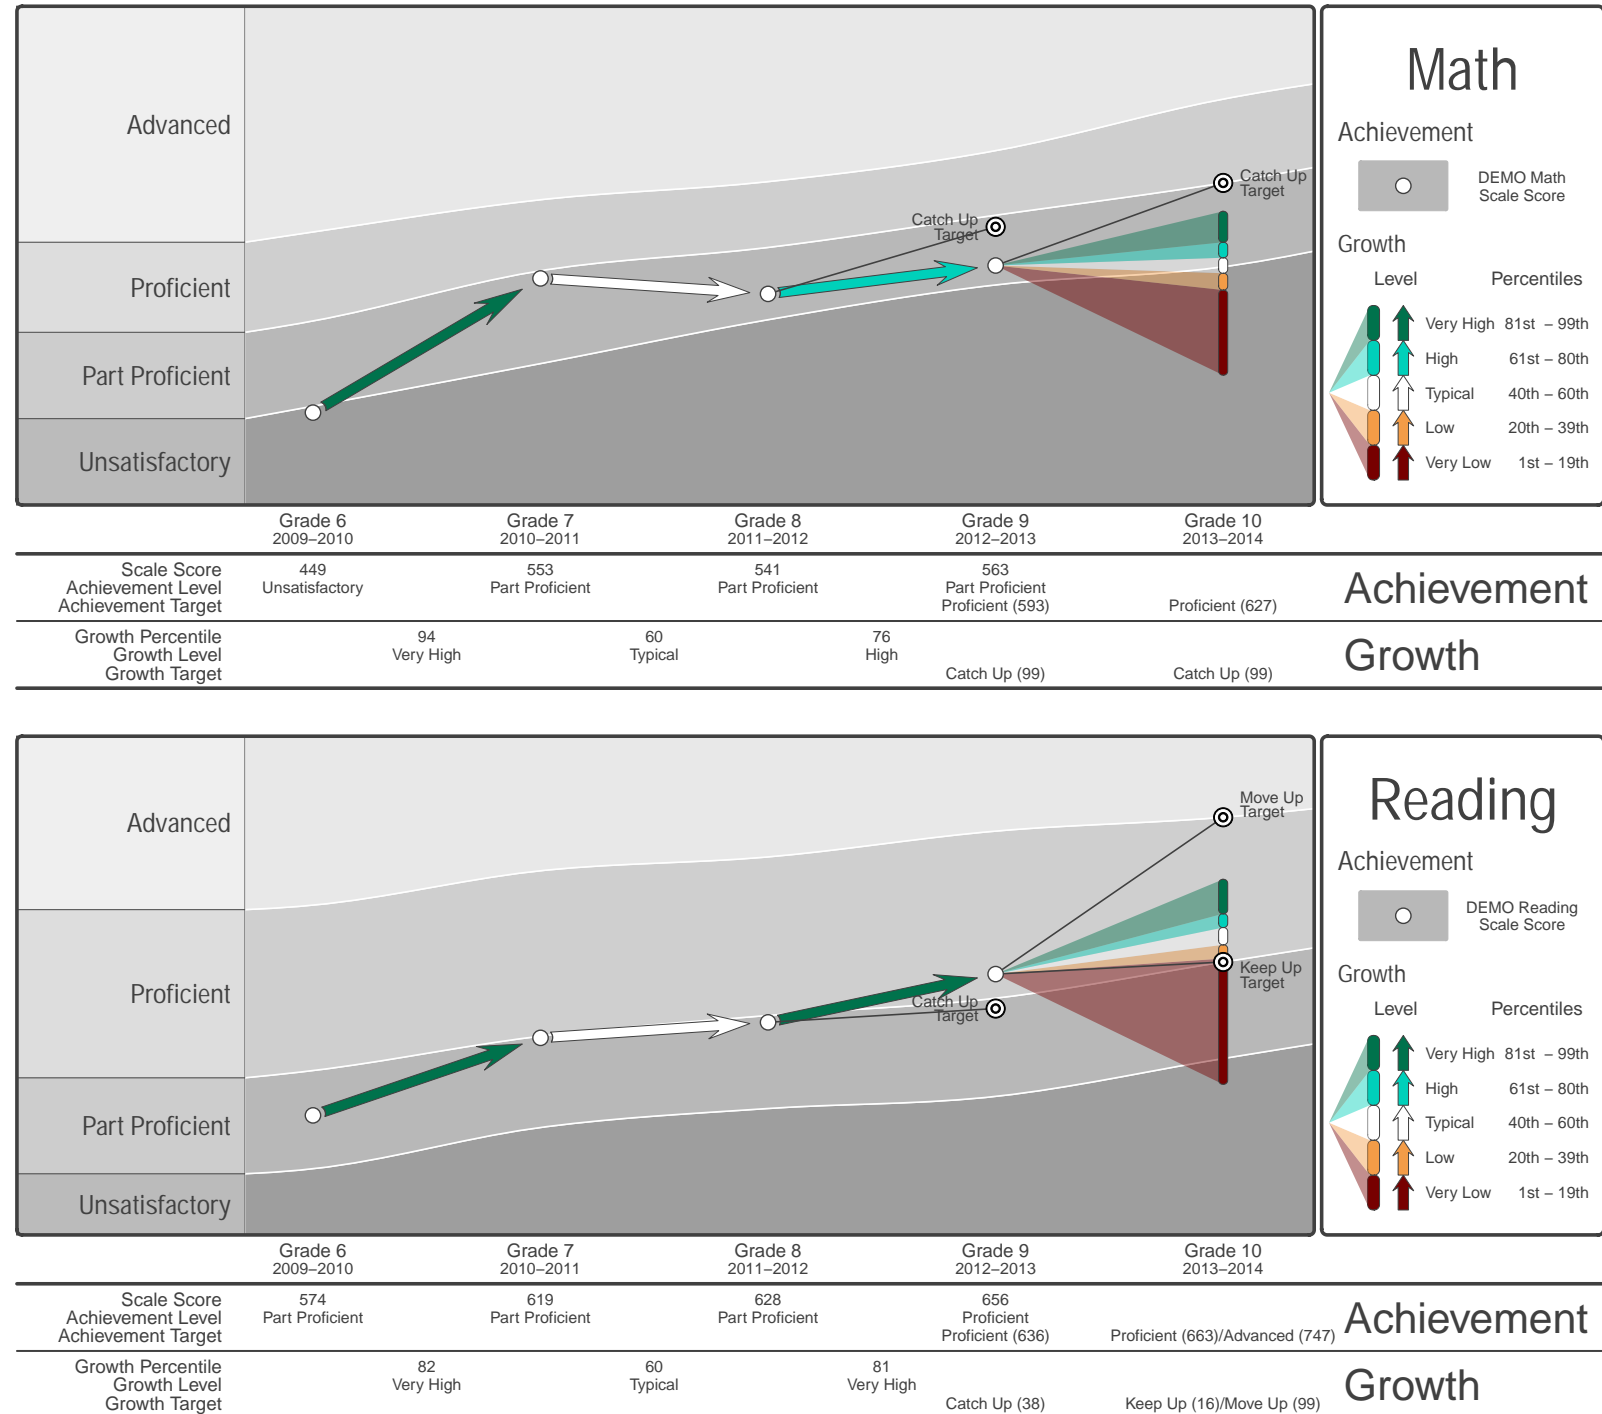 Advanced
Proficient
Part Proficient
Unsatisfactory
Catch Up
Target
Catch Up
Target
Math
Achievement
DEMO Math
Scale Score
Growth
Level Percentiles
Very High 81st – 99th
High 61st – 80th
Typical 40th – 60th
Low 20th – 39th
Very Low 1st – 19th
Grade 6 Grade 7 Grade 8 Grade 9 Grade 10
2009–2010 2010–2011 2011–2012 2012–2013 2013–2014
Scale Score 449 553 541 563
Achievement Level Unsatisfactory Part Proficient Part Proficient Part Proficient
Achievement Target Proficient (593) Proficient (627)
Achievement
Growth Percentile 94 60 76
Growth Level Very High Typical High
Growth Target Catch Up (99) Catch Up (99)
Growth
Advanced
Proficient
Part Proficient
Unsatisfactory
Move Up
Target
Catch Up
Target
Keep Up
Target
Reading
Achievement
DEMO Reading
Scale Score
Growth
Level Percentiles
Very High 81st – 99th
High 61st – 80th
Typical 40th – 60th
Low 20th – 39th
Very Low 1st – 19th
Grade 6 Grade 7 Grade 8 Grade 9 Grade 10
2009–2010 2010–2011 2011–2012 2012–2013 2013–2014
Scale Score 574 619 628 656
Achievement Level Part Proficient Part Proficient Part Proficient Proficient
Achievement Target Proficient (636) Proficient (663)/Advanced (747)
Achievement
Growth Percentile 82 60 81
Growth Level Very High Typical Very High
Growth Target Catch Up (38) Keep Up (16)/Move Up (99)
Growth